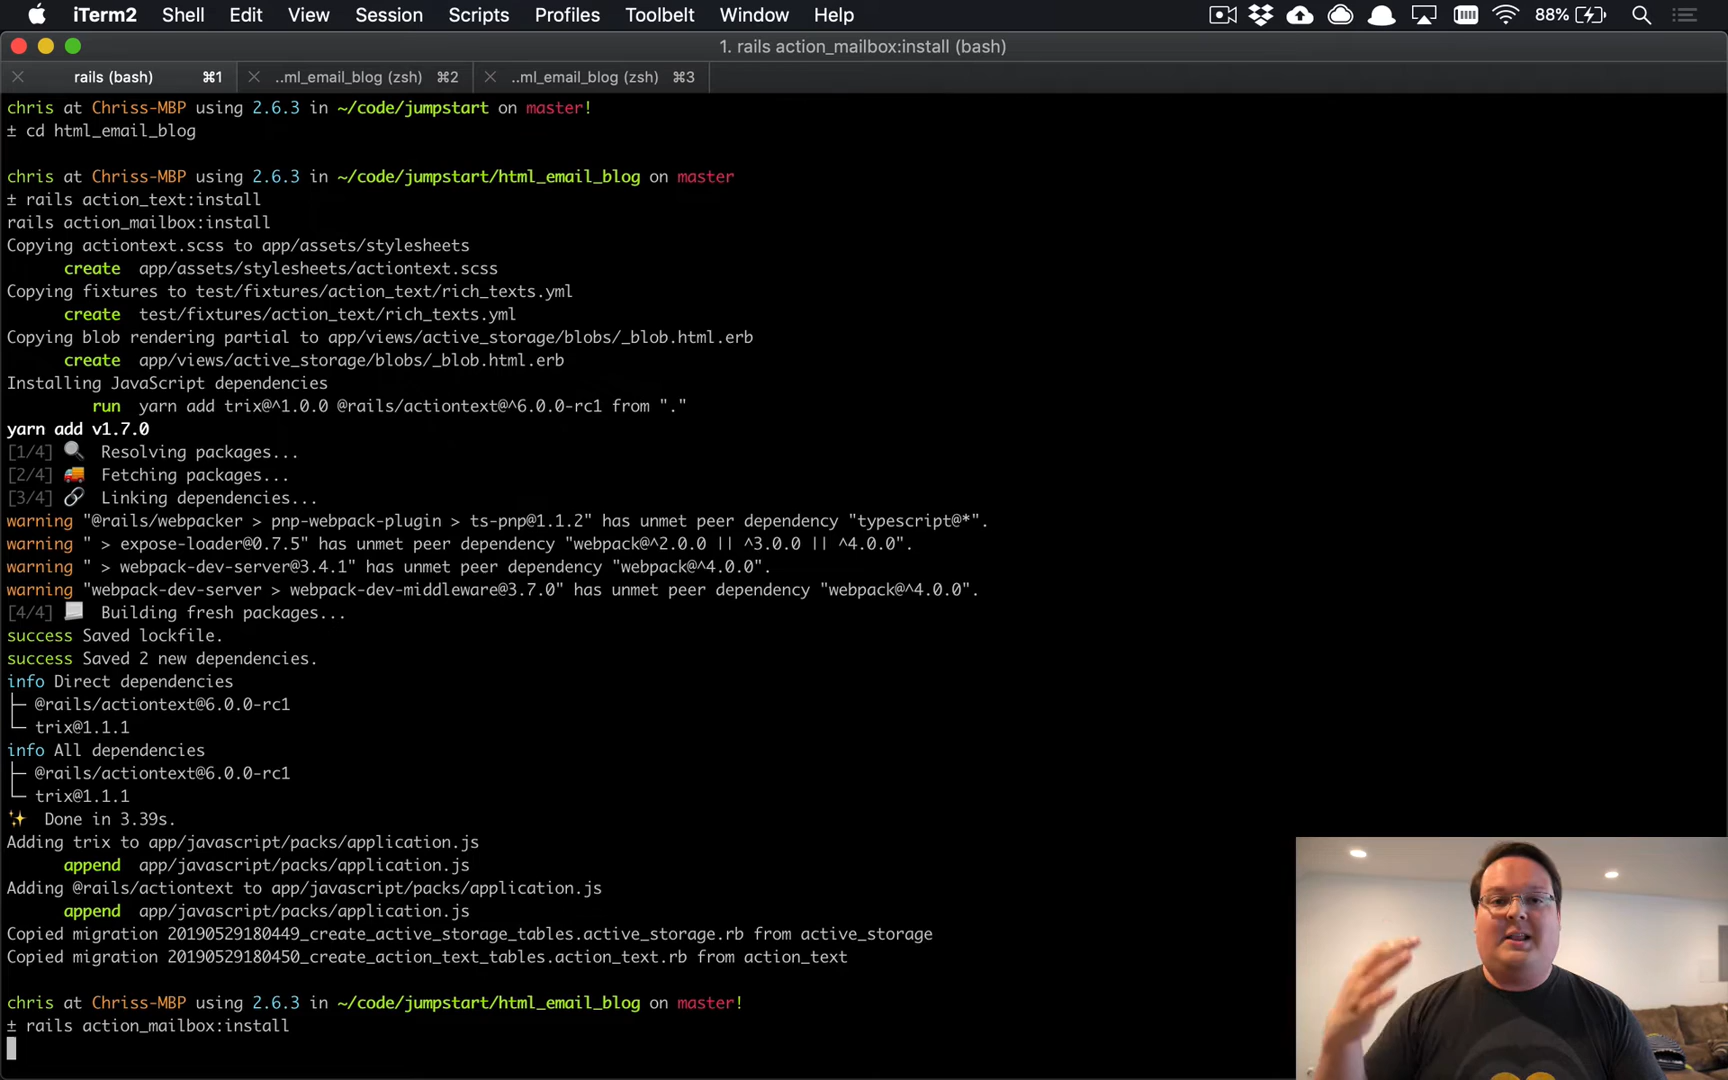 iTerm2 Shell Edit View Session Scripts Profiles Toolbelt Window Help 88%
1. rails action_mailbox:install (bash)
rails (bash) ⌘1 ..ml_email_blog (zsh) ⌘2 ..ml_email_blog (zsh) ⌘3
chris at Chriss-MBP using 2.6.3 in ~/code/jumpstart on master!
± cd html_email_blog
chris at Chriss-MBP using 2.6.3 in ~/code/jumpstart/html_email_blog on master
± rails action_text:install
rails action_mailbox:install
Copying actiontext.scss to app/assets/stylesheets
create app/assets/stylesheets/actiontext.scss
Copying fixtures to test/fixtures/action_text/rich_texts.yml
create test/fixtures/action_text/rich_texts.yml
Copying blob rendering partial to app/views/active_storage/blobs/_blob.html.erb
create app/views/active_storage/blobs/_blob.html.erb
Installing JavaScript dependencies
run yarn add trix@^1.0.0 @rails/actiontext@^6.0.0-rc1 from "."
yarn add v1.7.0
[1/4] 🔍 Resolving packages...
[2/4] 🚚 Fetching packages...
[3/4] 🔗 Linking dependencies...
warning "@rails/webpacker > pnp-webpack-plugin > ts-pnp@1.1.2" has unmet peer dependency "typescript@*".
warning " > expose-loader@0.7.5" has unmet peer dependency "webpack@^2.0.0 || ^3.0.0 || ^4.0.0".
warning " > webpack-dev-server@3.4.1" has unmet peer dependency "webpack@^4.0.0".
warning "webpack-dev-server > webpack-dev-middleware@3.7.0" has unmet peer dependency "webpack@^4.0.0".
[4/4] 📃 Building fresh packages...
success Saved lockfile.
success Saved 2 new dependencies.
info Direct dependencies
├─ @rails/actiontext@6.0.0-rc1
└─ trix@1.1.1
info All dependencies
├─ @rails/actiontext@6.0.0-rc1
└─ trix@1.1.1
✨ Done in 3.39s.
Adding trix to app/javascript/packs/application.js
append app/javascript/packs/application.js
Adding @rails/actiontext to app/javascript/packs/application.js
append app/javascript/packs/application.js
Copied migration 20190529180449_create_active_storage_tables.active_storage.rb from active_storage
Copied migration 20190529180450_create_action_text_tables.action_text.rb from action_text
chris at Chriss-MBP using 2.6.3 in ~/code/jumpstart/html_email_blog on master!
± rails action_mailbox:install